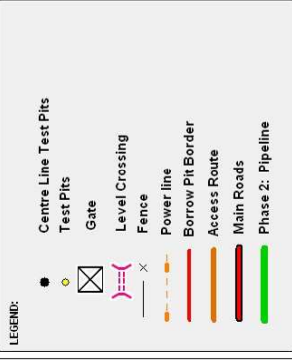 LEGEND:
Centre Line Test Pits
Test Pits
Gate
Level Crossing
Fence
Power line
Borrow Pit Border
Access Route
Main Roads
Phase 2: Pipeline